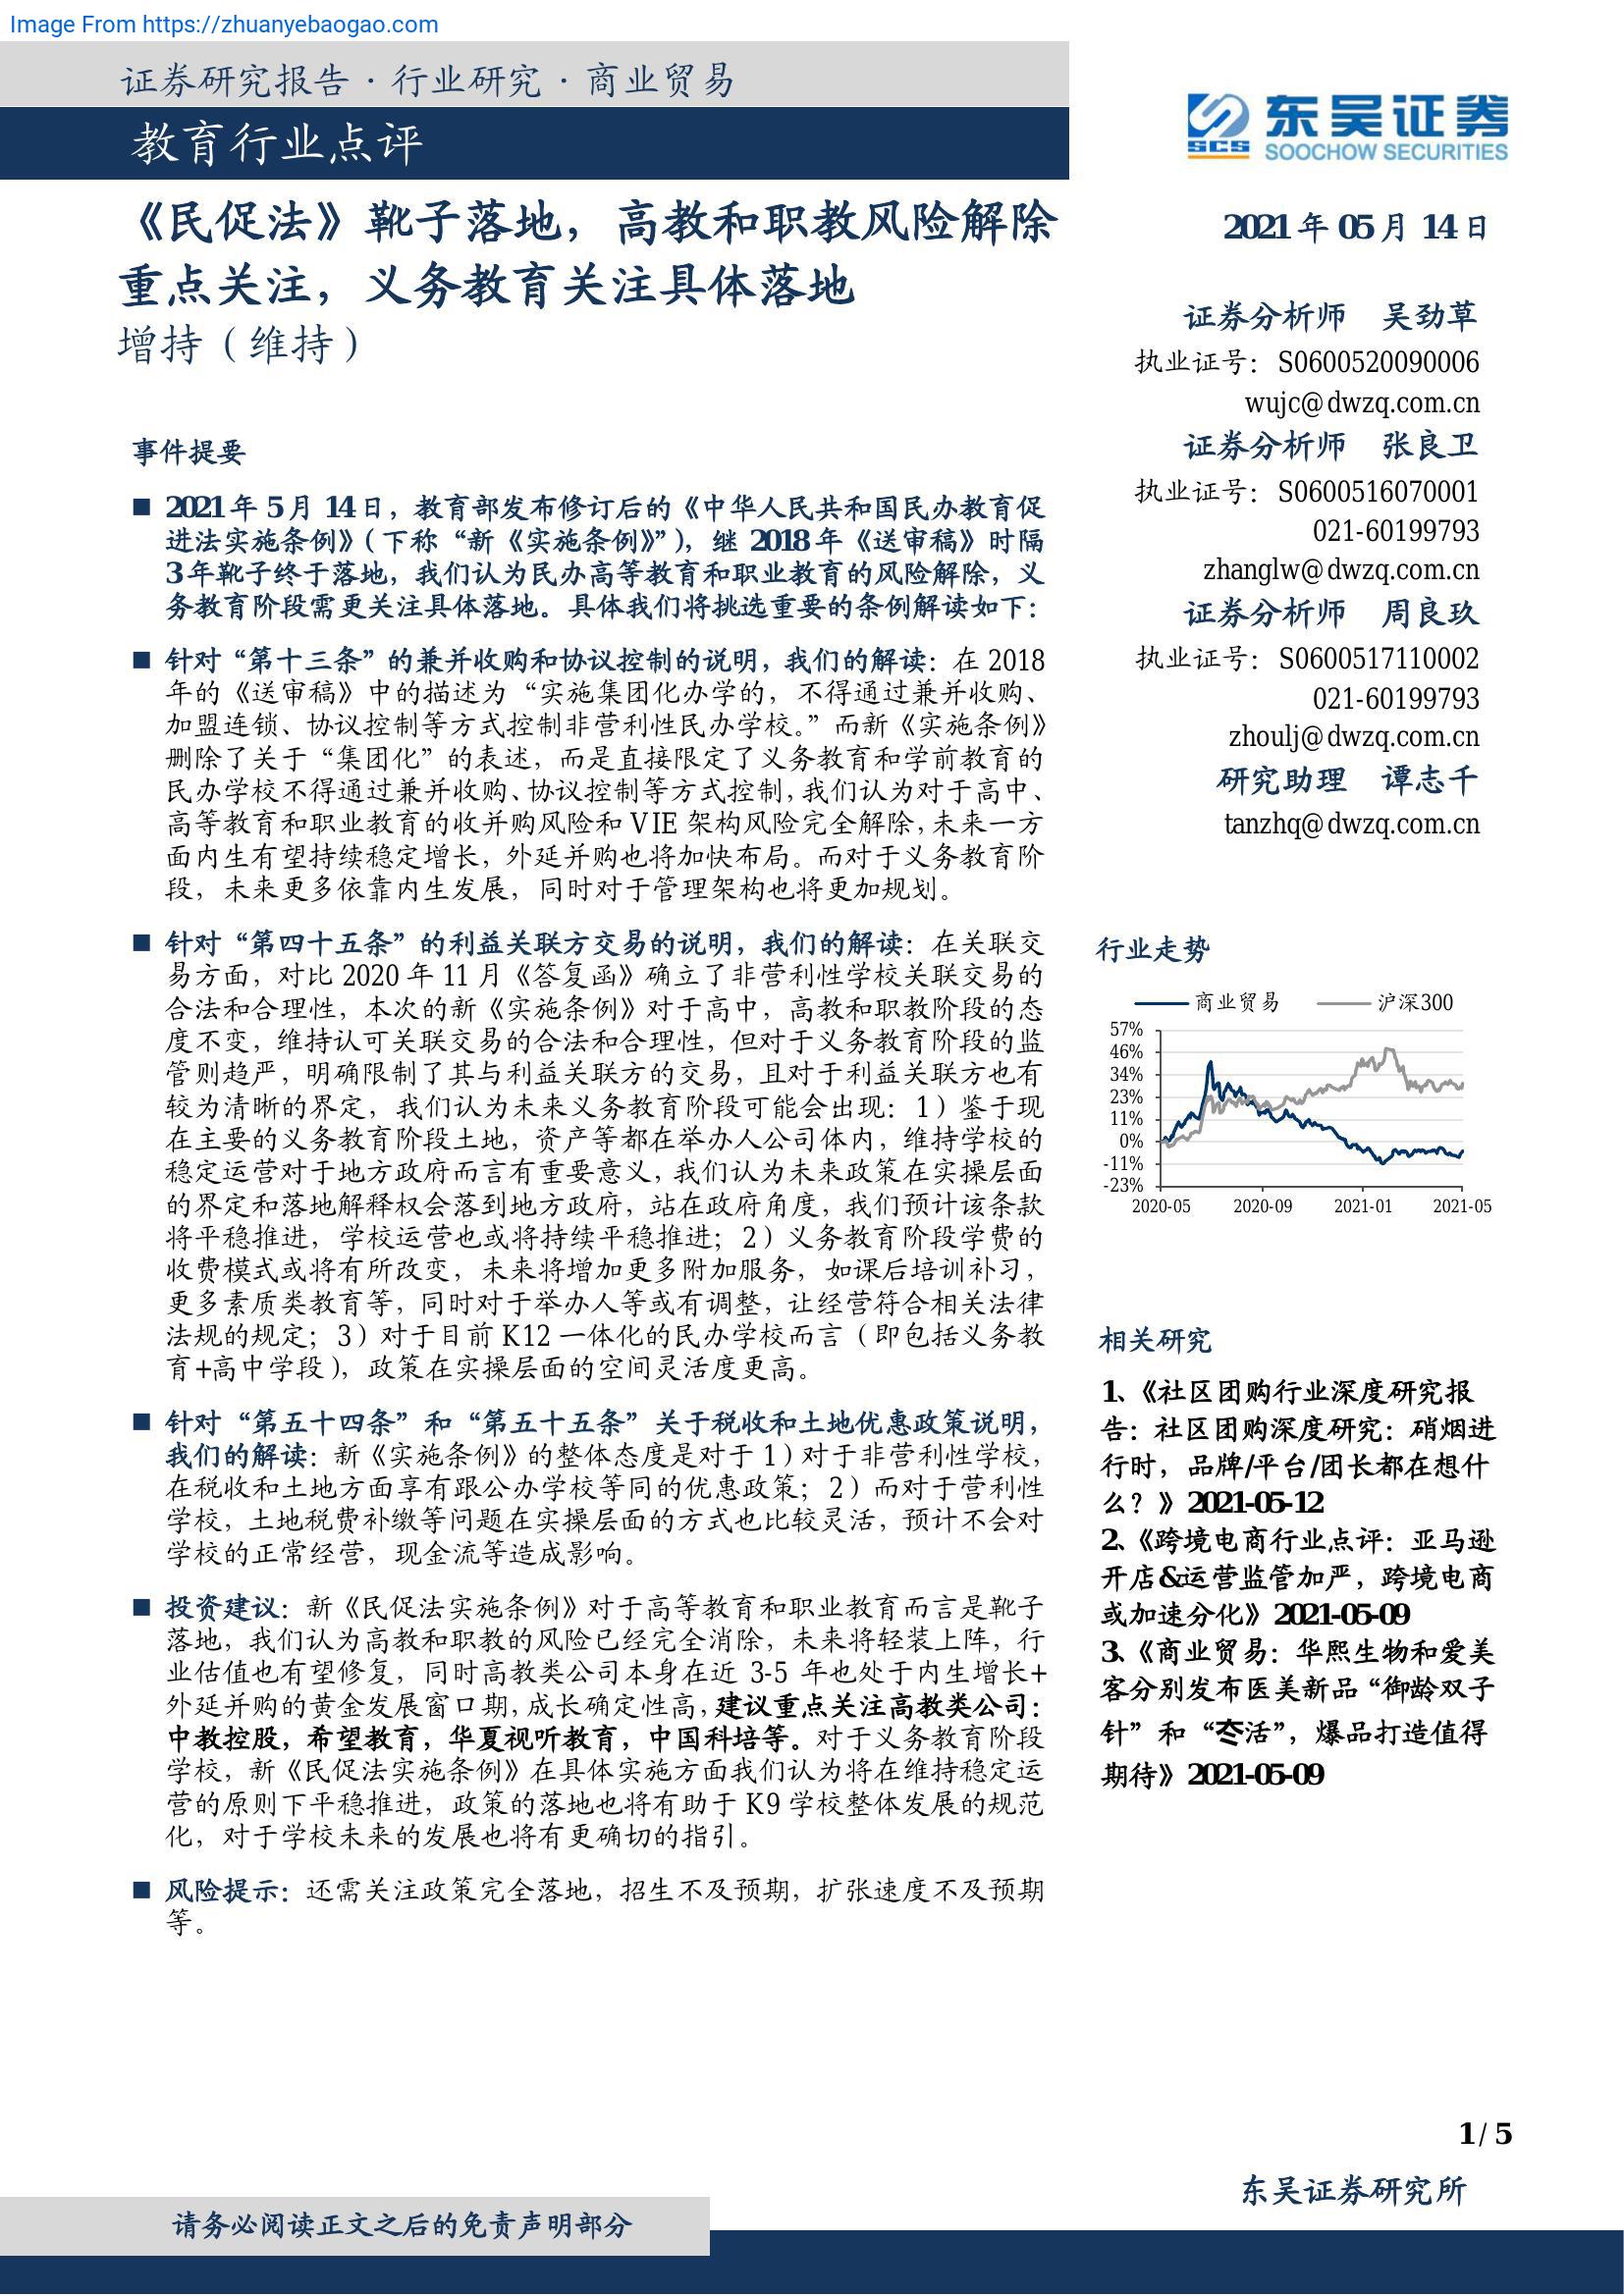 Image From https://zhuanyebaogao.com
证券研究报告·行业研究·商业贸易
教育行业点评
东吴证券
SCS
SOOCHOW SECURITIES
《民促法》靴子落地，高教和职教风险解除
重点关注，义务教育关注具体落地
增持（维持）
事件提要
■ 2021年5月14日，教育部发布修订后的《中华人民共和国民办教育促
进法实施条例》（下称“新《实施条例》”），继2018年《送审稿》时隔
3年靴子终于落地，我们认为民办高等教育和职业教育的风险解除，义
务教育阶段需更关注具体落地。具体我们将挑选重要的条例解读如下：
■ 针对“第十三条”的兼并收购和协议控制的说明，我们的解读：在2018
年的《送审稿》中的描述为“实施集团化办学的，不得通过兼并收购、
加盟连锁、协议控制等方式控制非营利性民办学校。”而新《实施条例》
删除了关于“集团化”的表述，而是直接限定了义务教育和学前教育的
民办学校不得通过兼并收购、协议控制等方式控制，我们认为对于高中、
高等教育和职业教育的收并购风险和VIE架构风险完全解除，未来一方
面内生有望持续稳定增长，外延并购也将加快布局。而对于义务教育阶
段，未来更多依靠内生发展，同时对于管理架构也将更加规划。
■ 针对“第四十五条”的利益关联方交易的说明，我们的解读：在关联交
易方面，对比2020年11月《答复函》确立了非营利性学校关联交易的
合法和合理性，本次的新《实施条例》对于高中，高教和职教阶段的态
度不变，维持认可关联交易的合法和合理性，但对于义务教育阶段的监
管则趋严，明确限制了其与利益关联方的交易，且对于利益关联方也有
较为清晰的界定，我们认为未来义务教育阶段可能会出现：1）鉴于现
在主要的义务教育阶段土地，资产等都在举办人公司体内，维持学校的
稳定运营对于地方政府而言有重要意义，我们认为未来政策在实操层面
的界定和落地解释权会落到地方政府，站在政府角度，我们预计该条款
将平稳推进，学校运营也或将持续平稳推进；2）义务教育阶段学费的
收费模式或将有所改变，未来将增加更多附加服务，如课后培训补习，
更多素质类教育等，同时对于举办人等或有调整，让经营符合相关法律
法规的规定；3）对于目前K12一体化的民办学校而言（即包括义务教
育+高中学段），政策在实操层面的空间灵活度更高。
■ 针对“第五十四条”和“第五十五条”关于税收和土地优惠政策说明，
我们的解读：新《实施条例》的整体态度是对于1）对于非营利性学校，
在税收和土地方面享有跟公办学校等同的优惠政策；2）而对于营利性
学校，土地税费补缴等问题在实操层面的方式也比较灵活，预计不会对
学校的正常经营，现金流等造成影响。
■ 投资建议：新《民促法实施条例》对于高等教育和职业教育而言是靴子
落地，我们认为高教和职教的风险已经完全消除，未来将轻装上阵，行
业估值也有望修复，同时高教类公司本身在近3-5年也处于内生增长+
外延并购的黄金发展窗口期，成长确定性高，建议重点关注高教类公司：
中教控股，希望教育，华夏视听教育，中国科培等。对于义务教育阶段
学校，新《民促法实施条例》在具体实施方面我们认为将在维持稳定运
营的原则下平稳推进，政策的落地也将有助于K9学校整体发展的规范
化，对于学校未来的发展也将有更确切的指引。
■ 风险提示：还需关注政策完全落地，招生不及预期，扩张速度不及预期
等。
2021年05月14日
证券分析师 吴劲草
执业证号：S0600520090006
wujc@dwzq.com.cn
证券分析师 张良卫
执业证号：S0600516070001
021-60199793
zhanglw@dwzq.com.cn
证券分析师 周良玖
执业证号：S0600517110002
021-60199793
zhoulj@dwzq.com.cn
研究助理 谭志千
tanzhq@dwzq.com.cn
行业走势
商业贸易 沪深300
57%
46%
34%
23%
11%
0%
-11%
-23%
2020-05 2020-09 2021-01 2021-05
相关研究
1、《社区团购行业深度研究报
告：社区团购深度研究：硝烟进
行时，品牌/平台/团长都在想什
么？》2021-05-12
2、《跨境电商行业点评：亚马逊
开店&运营监管加严，跨境电商
或加速分化》2021-05-09
3、《商业贸易：华熙生物和爱美
客分别发布医美新品“御龄双子
针”和“冭活”，爆品打造值得
期待》2021-05-09
1 / 5
东吴证券研究所
请务必阅读正文之后的免责声明部分